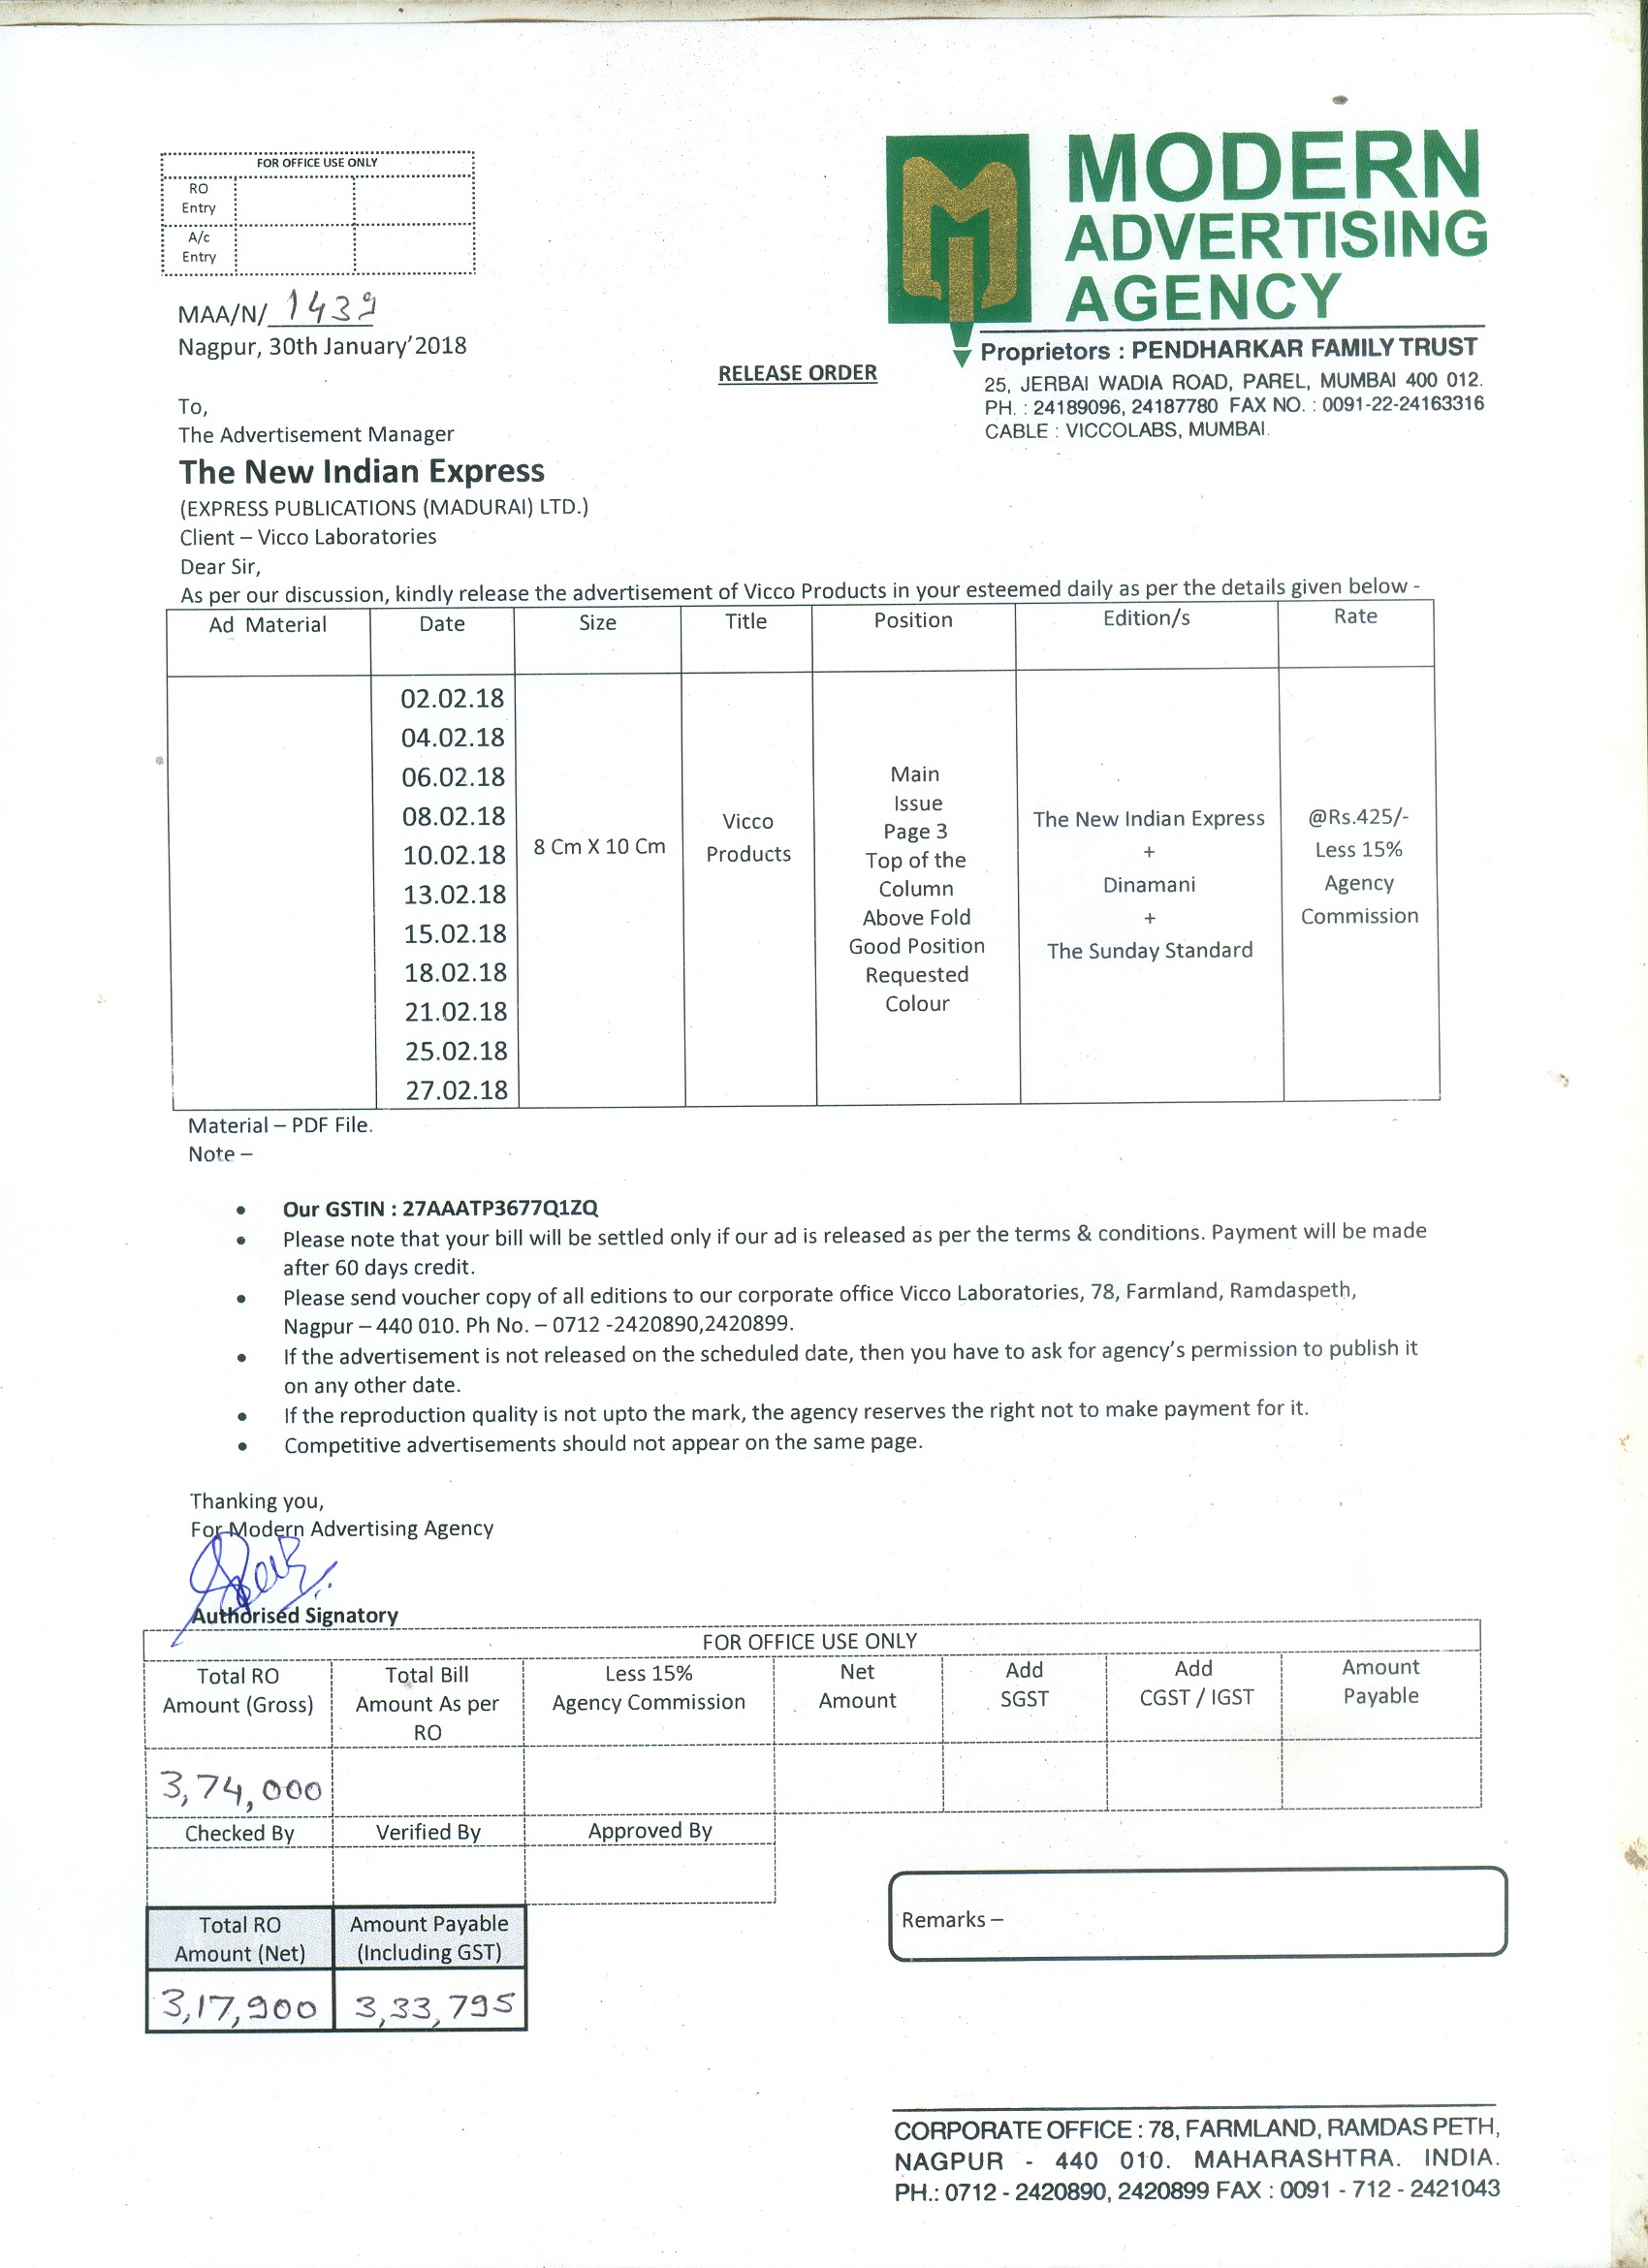 FOR OFFICE USE ONLY
RO Entry
A/c Entry
MAA/N/ 1439
Nagpur, 30th January'2018
MODERN
ADVERTISING
AGENCY
Proprietors : PENDHARKAR FAMILY TRUST
25, JERBAI WADIA ROAD, PAREL, MUMBAI 400 012.
PH. : 24189096, 24187780 FAX NO. : 0091-22-24163316
CABLE : VICCOLABS, MUMBAI.
RELEASE ORDER
To,
The Advertisement Manager
The New Indian Express
(EXPRESS PUBLICATIONS (MADURAI) LTD.)
Client – Vicco Laboratories
Dear Sir,
As per our discussion, kindly release the advertisement of Vicco Products in your esteemed daily as per the details given below -
Ad Material Date Size Title Position Edition/s Rate
02.02.18
04.02.18
06.02.18
08.02.18
10.02.18
13.02.18
15.02.18
18.02.18
21.02.18
25.02.18
27.02.18
8 Cm X 10 Cm
Vicco
Products
Main
Issue
Page 3
Top of the
Column
Above Fold
Good Position
Requested
Colour
The New Indian Express
+
Dinamani
+
The Sunday Standard
@Rs.425/-
Less 15%
Agency
Commission
Material – PDF File.
Note –
• Our GSTIN : 27AAATP3677Q1ZQ
• Please note that your bill will be settled only if our ad is released as per the terms & conditions. Payment will be made
after 60 days credit.
• Please send voucher copy of all editions to our corporate office Vicco Laboratories, 78, Farmland, Ramdaspeth,
Nagpur – 440 010. Ph No. – 0712 -2420890,2420899.
• If the advertisement is not released on the scheduled date, then you have to ask for agency's permission to publish it
on any other date.
• If the reproduction quality is not upto the mark, the agency reserves the right not to make payment for it.
• Competitive advertisements should not appear on the same page.
Thanking you,
For Modern Advertising Agency
Authorised Signatory
FOR OFFICE USE ONLY
Total RO
Amount (Gross)
Total Bill
Amount As per
RO
Less 15%
Agency Commission
Net
Amount
Add
SGST
Add
CGST / IGST
Amount
Payable
3,74,000
Checked By Verified By Approved By
Total RO
Amount (Net)
Amount Payable
(Including GST)
3,17,900 3,33,795
Remarks –
CORPORATE OFFICE : 78, FARMLAND, RAMDAS PETH,
NAGPUR - 440 010. MAHARASHTRA. INDIA.
PH.: 0712 - 2420890, 2420899 FAX : 0091 - 712 - 2421043